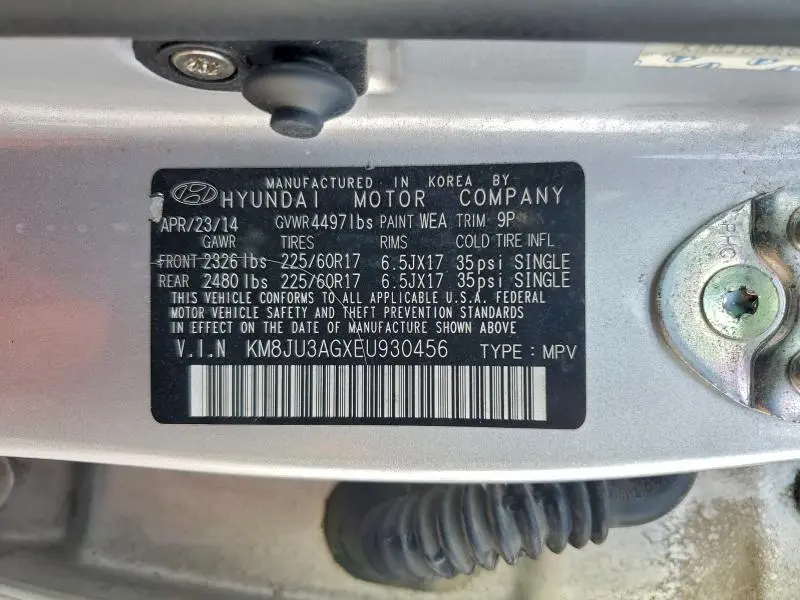 MANUFACTURED IN KOREA BY
HYUNDAI MOTOR COMPANY
APR/23/14 GVWR 4497lbs PAINT WEA TRIM 9P
GAWR TIRES RIMS COLD TIRE INFL
FRONT 2326lbs 225/60R17 6.5JX17 35psi SINGLE
REAR 2480lbs 225/60R17 6.5JX17 35psi SINGLE
THIS VEHICLE CONFORMS TO ALL APPLICABLE U.S.A. FEDERAL
MOTOR VEHICLE SAFETY AND THEFT PREVENTION STANDARDS
IN EFFECT ON THE DATE OF MANUFACTURE SHOWN ABOVE
V.I.N KM8JU3AGXEU930456 TYPE : MPV
PHC